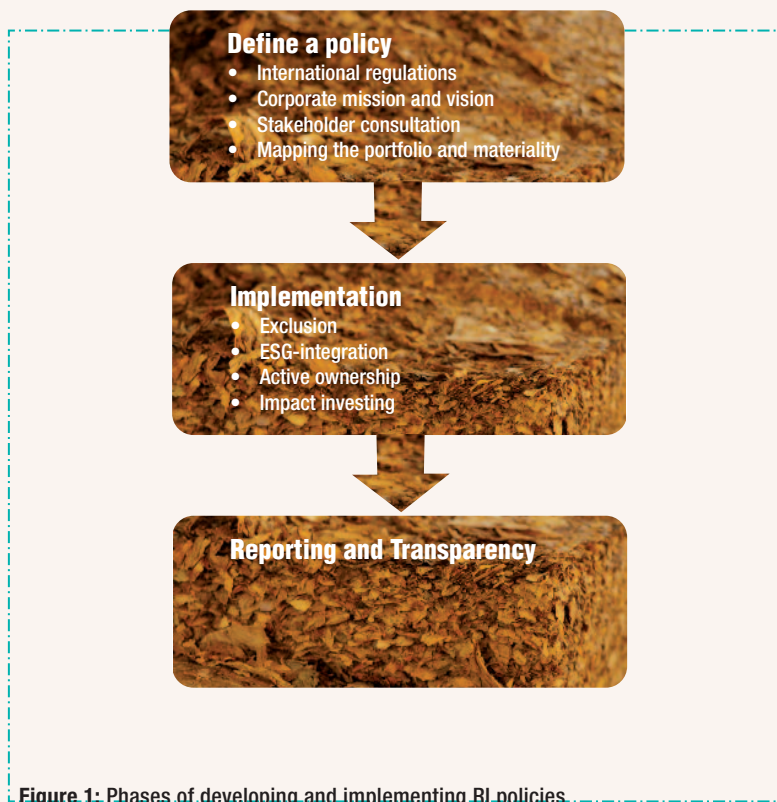 Define a policy
• International regulations
• Corporate mission and vision
• Stakeholder consultation
• Mapping the portfolio and materiality
Implementation
• Exclusion
• ESG-integration
• Active ownership
• Impact investing
Reporting and Transparency
Figure 1: Phases of developing and implementing RI policies